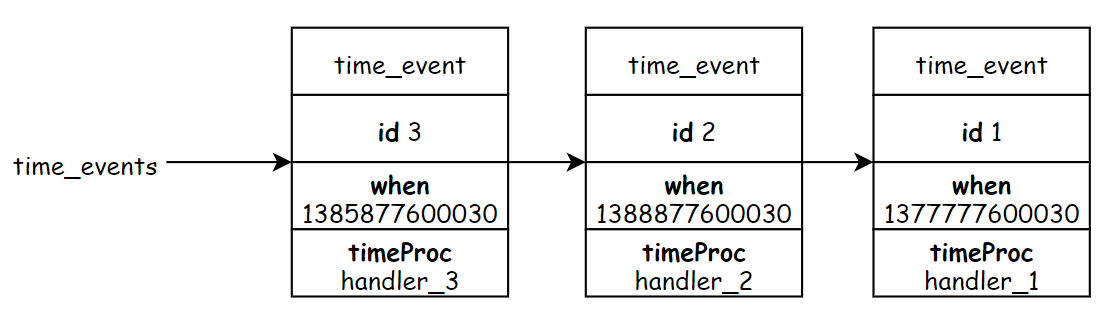 time_events
time_event
id 3
when
1385877600030
timeProc
handler_3
time_event
id 2
when
1388877600030
timeProc
handler_2
time_event
id 1
when
1377777600030
timeProc
handler_1